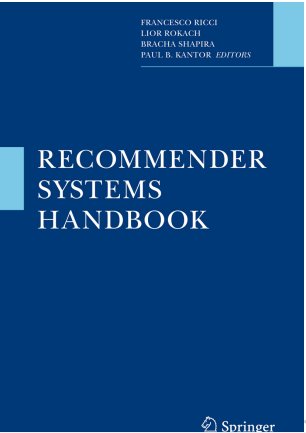 FRANCESCO RICCI
LIOR ROKACH
BRACHA SHAPIRA
PAUL B. KANTOR EDITORS
RECOMMENDER
SYSTEMS
HANDBOOK
Springer